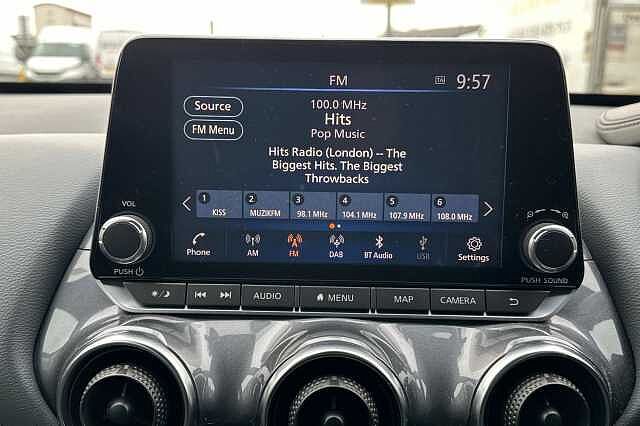 FM
TA
9:57
Source
FM Menu
100.0 MHz
Hits
Pop Music
Hits Radio (London) -- The
Biggest Hits. The Biggest
Throwbacks
1 KISS
2 MUZIKFM
3 98.1 MHz
4 104.1 MHz
5 107.9 MHz
6 108.0 MHz
Phone
AM
FM
DAB
BT Audio
USB
Settings
VOL
PUSH
PUSH SOUND
AUDIO
MENU
MAP
CAMERA